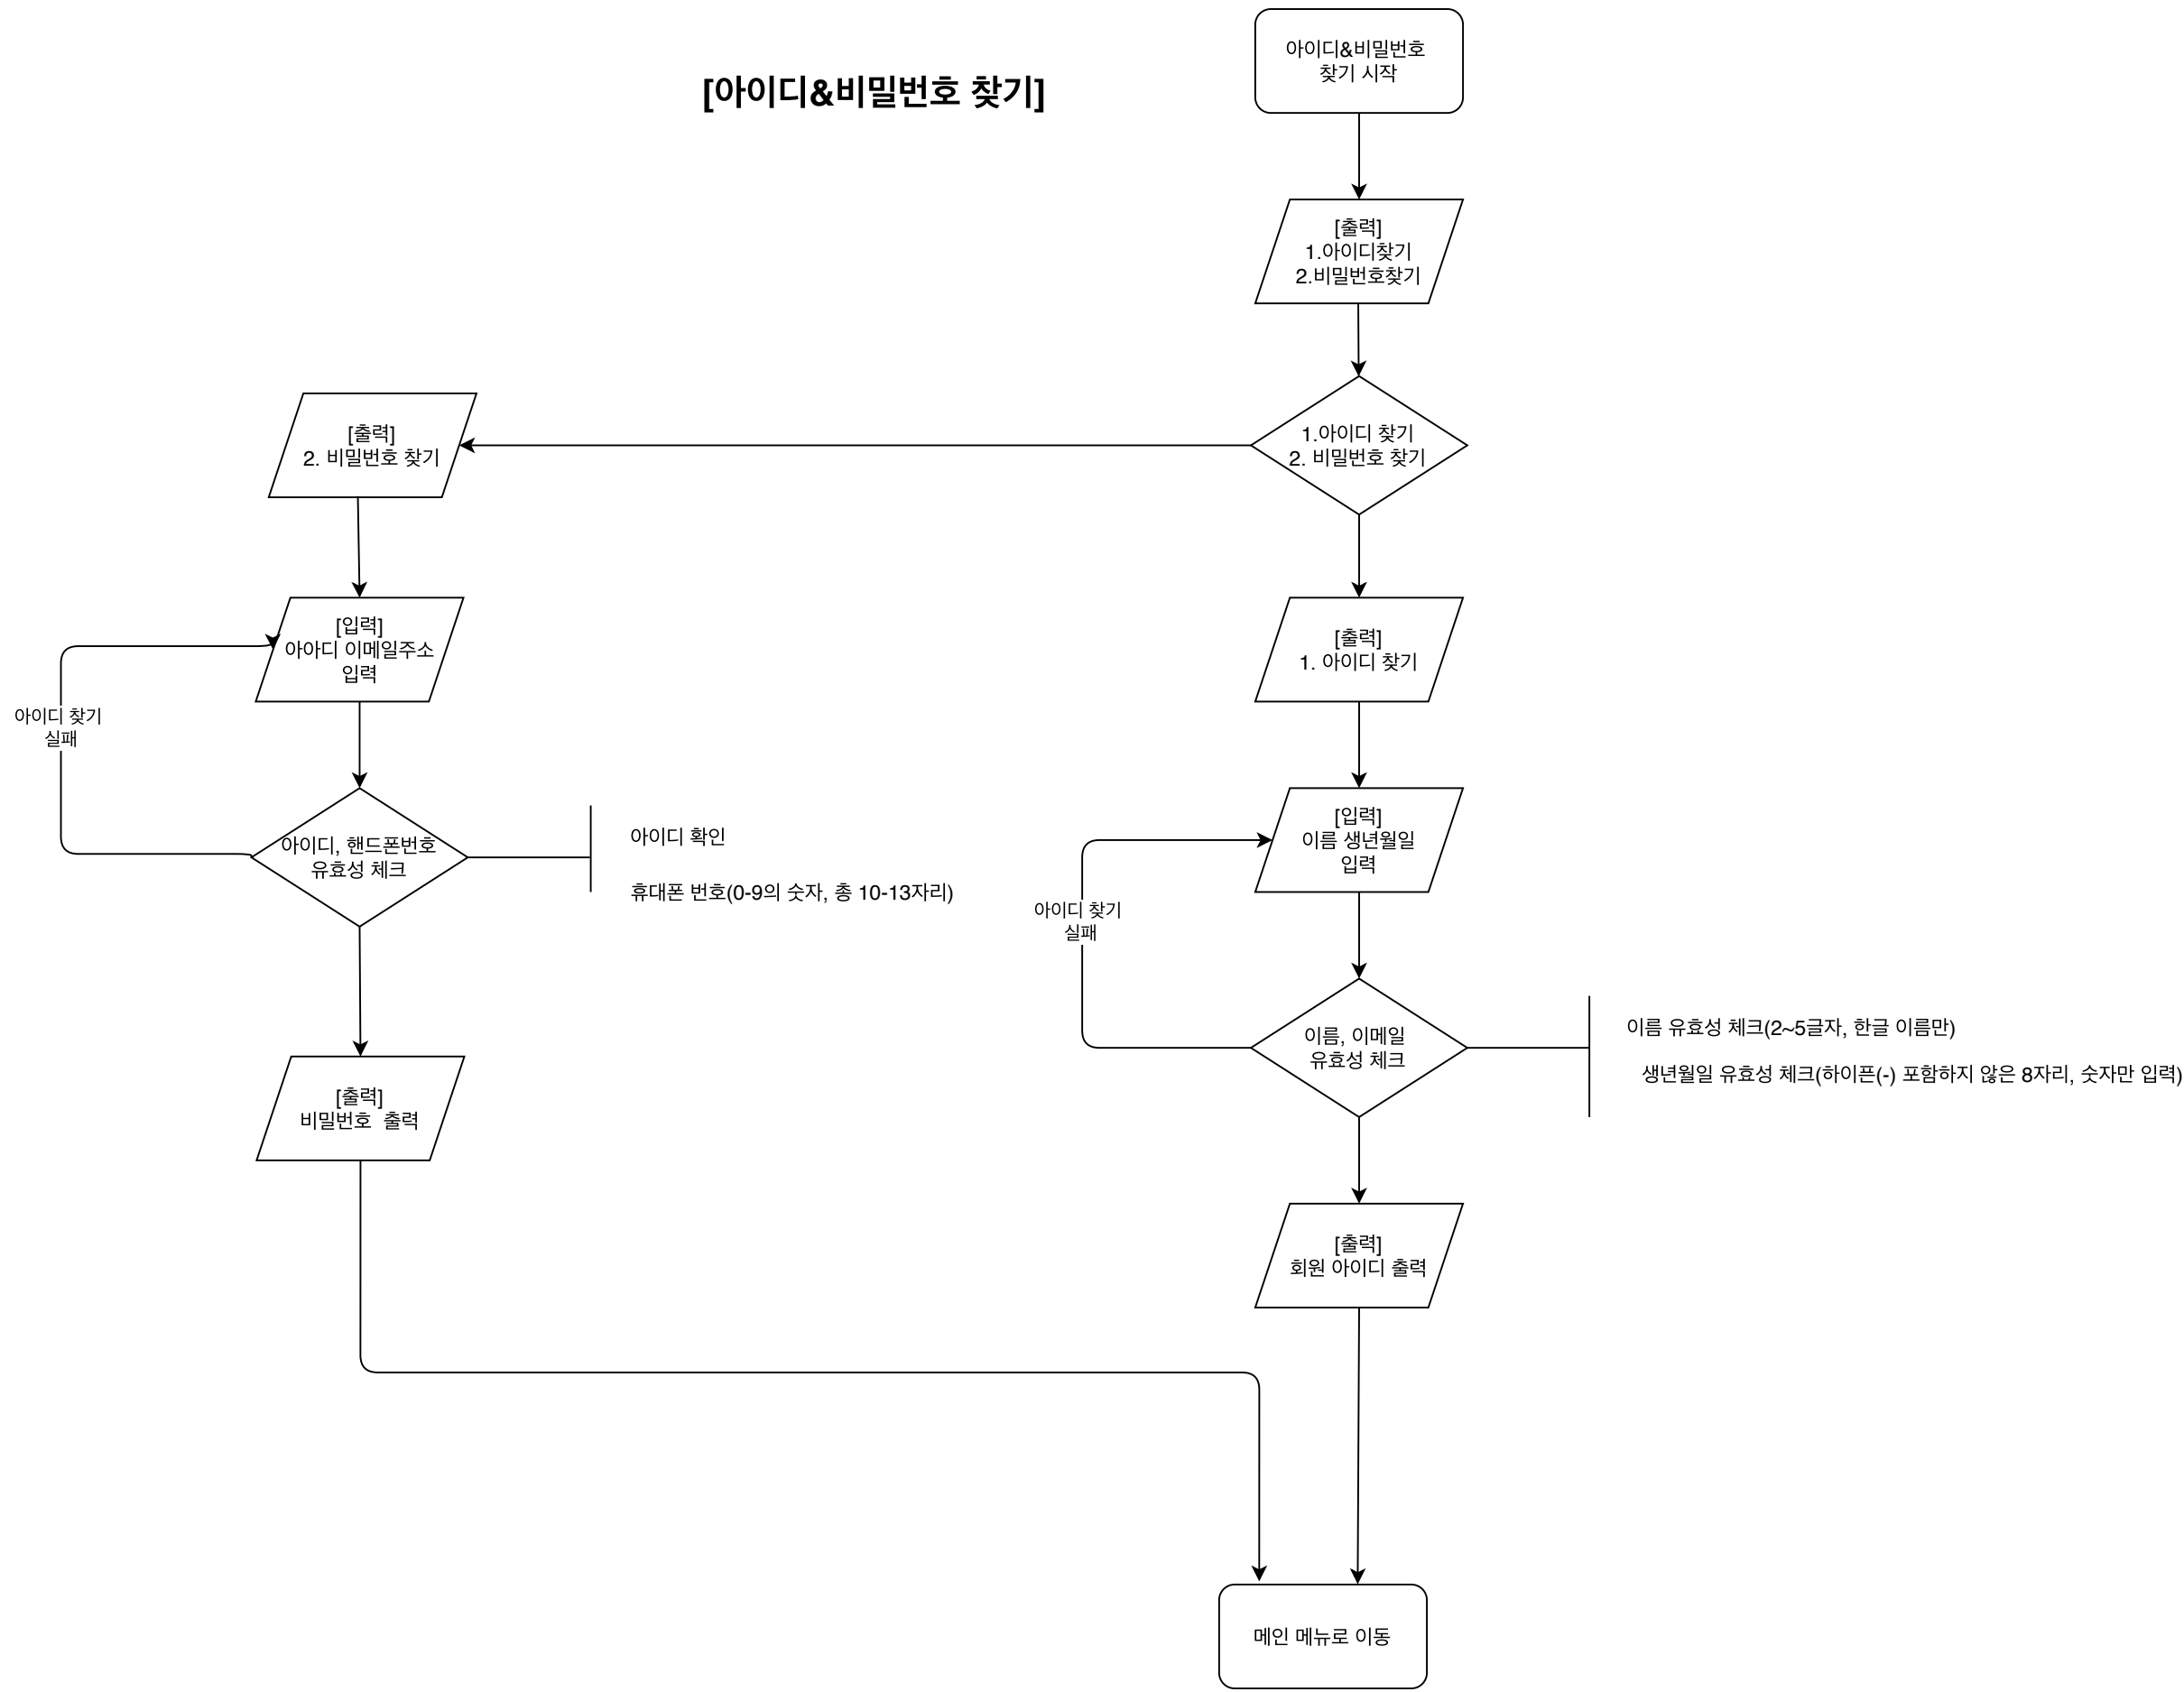 아이디&비밀번호
찾기 시작
[아이디&비밀번호 찾기]
[출력]
1.아이디찾기
2.비밀번호찾기
1.아이디 찾기
2. 비밀번호 찾기
[출력]
2. 비밀번호 찾기
[입력]
아아디 이메일주소
입력
아이디 찾기
실패
아이디, 핸드폰번호
유효성 체크
아이디 확인
휴대폰 번호(0-9의 숫자, 총 10-13자리)
[출력]
비밀번호  출력
[출력]
1. 아이디 찾기
[입력]
이름 생년월일
입력
아이디 찾기
실패
이름, 이메일
유효성 체크
이름 유효성 체크(2~5글자, 한글 이름만)
생년월일 유효성 체크(하이픈(-) 포함하지 않은 8자리, 숫자만 입력)
[출력]
회원 아이디 출력
메인 메뉴로 이동